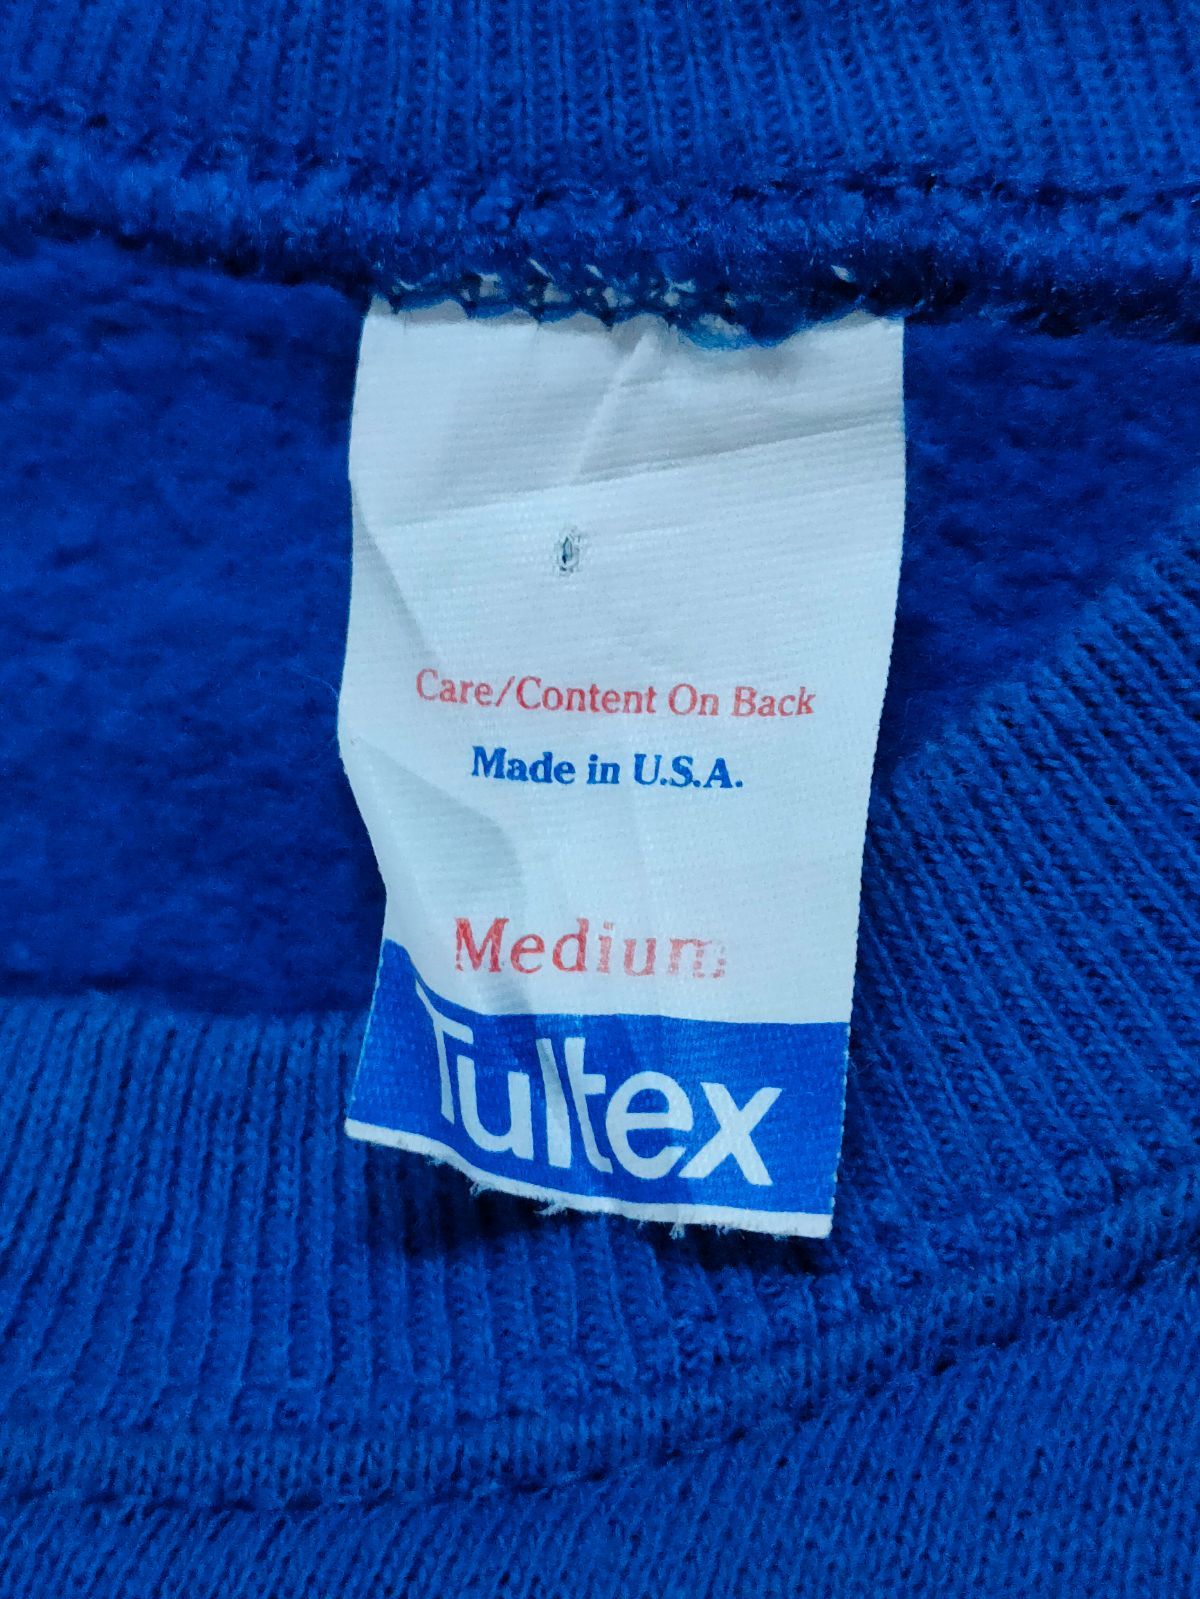 Care/Content On Back
Made in U.S.A.
Medium
Tultex